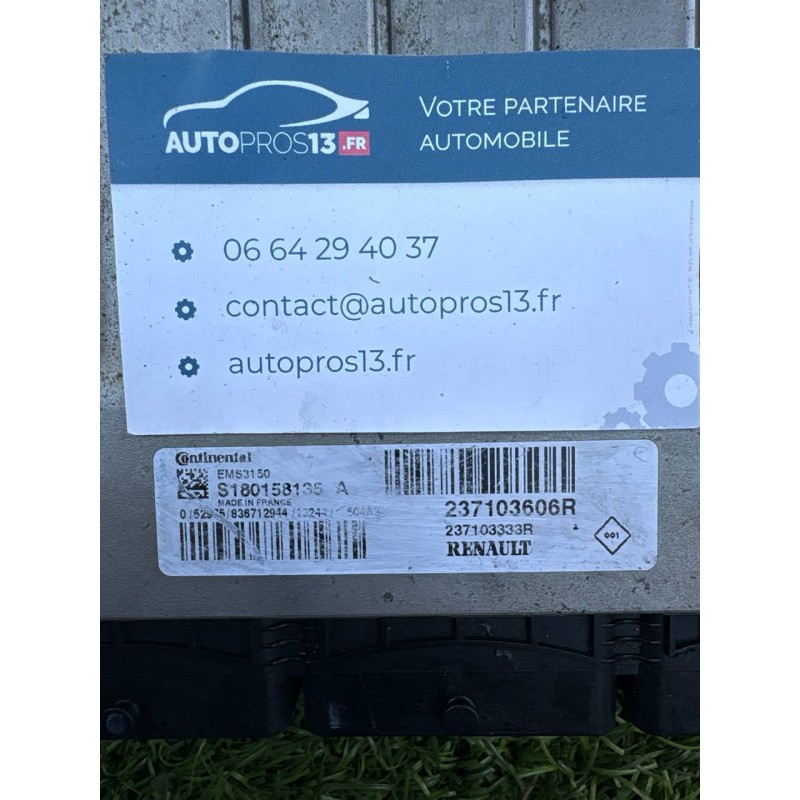 AUTOPROS13.FR
VOTRE PARTENAIRE
AUTOMOBILE
06 64 29 40 37
contact@autopros13.fr
autopros13.fr
Continental
EMS3150
S180158135 A
MADE IN FRANCE
237103606R
237103333R
RENAULT
001